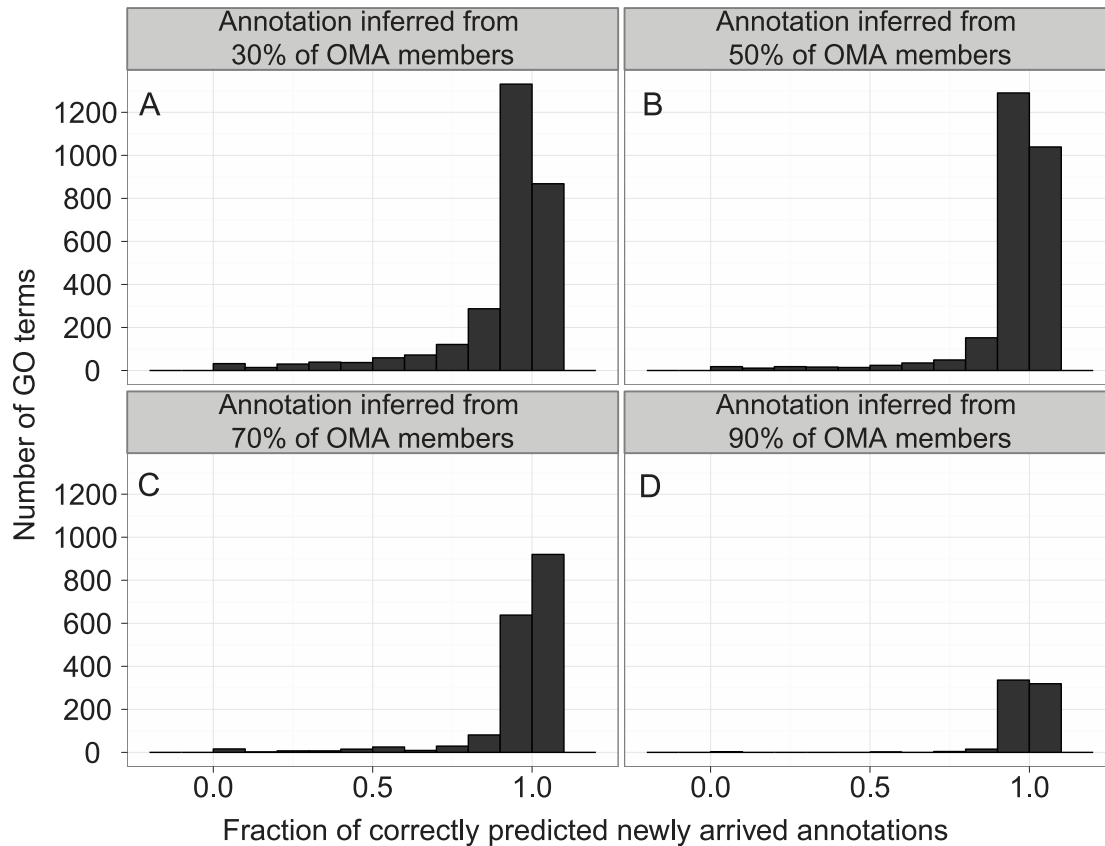 Annotation inferred from
30% of OMA members
Annotation inferred from
50% of OMA members
A
B
1200
1000
800
600
400
200
0
Annotation inferred from
70% of OMA members
Annotation inferred from
90% of OMA members
C
D
1200
1000
800
600
400
200
0
0.0 0.5 1.0 0.0 0.5 1.0
Number of GO terms
Fraction of correctly predicted newly arrived annotations